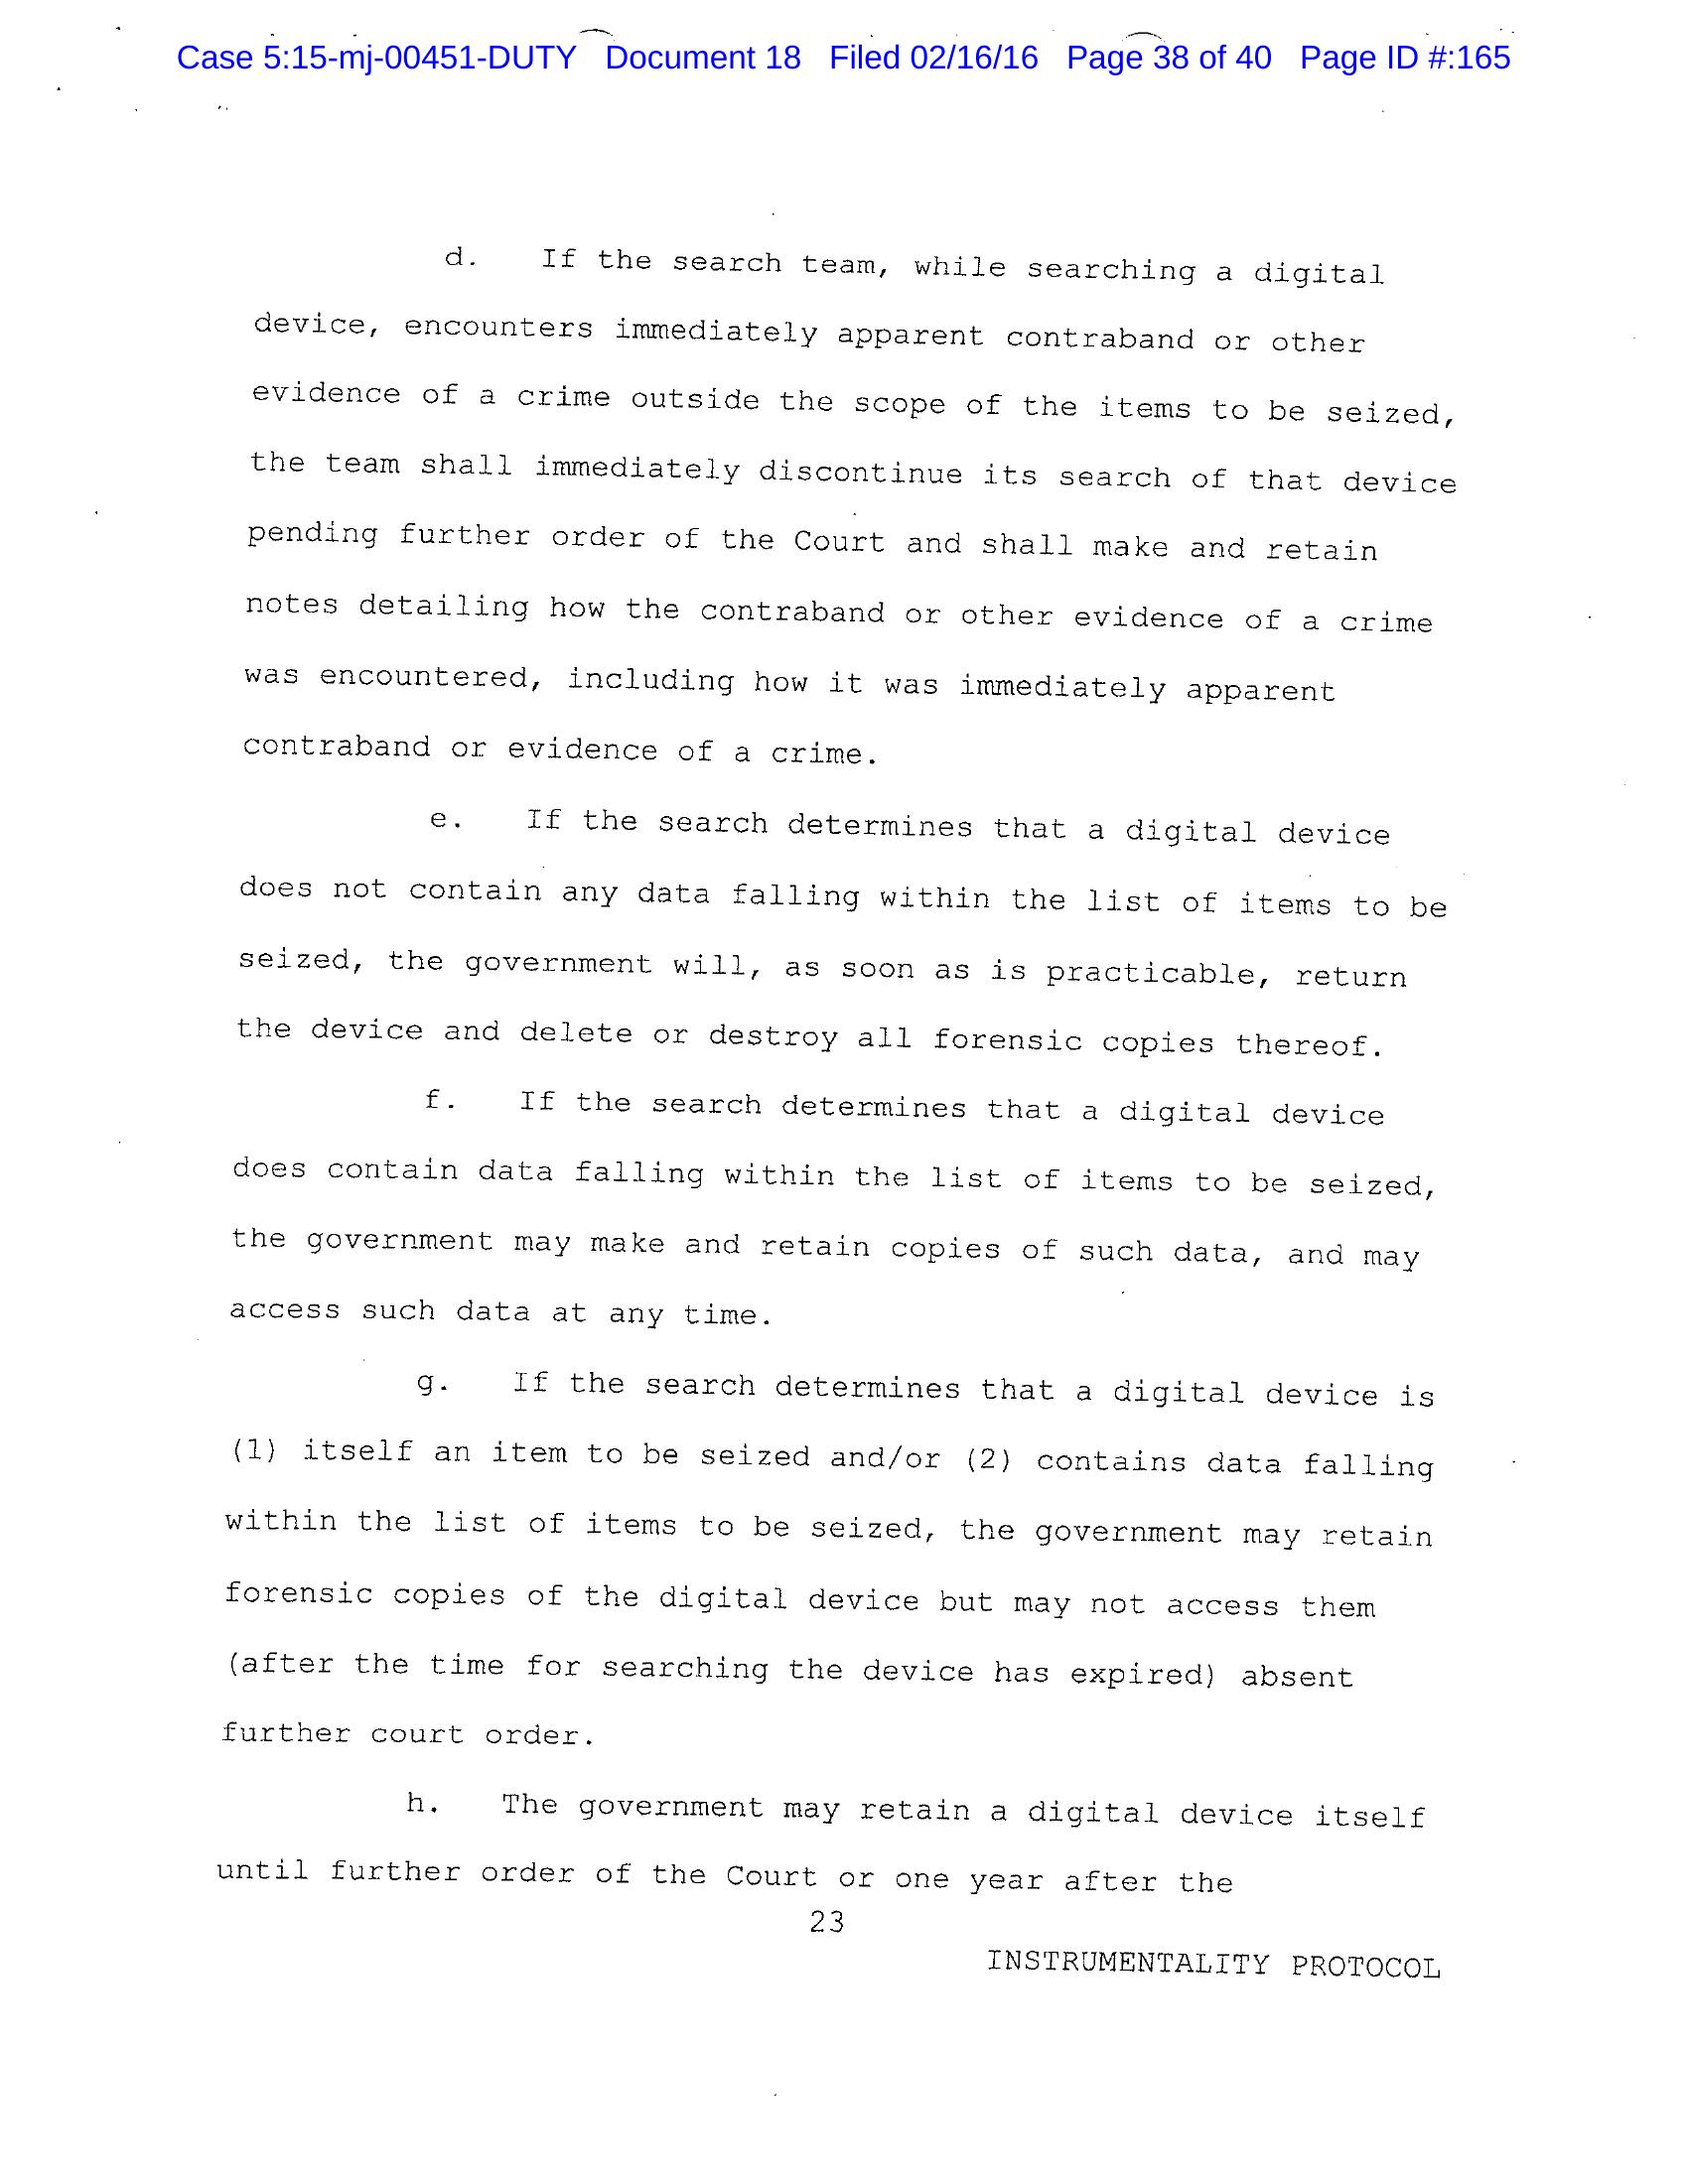 Case 5:15-mj-00451-DUTY Document 18 Filed 02/16/16 Page 38 of 40 Page ID #:165
d. If the search team, while searching a digital
device, encounters immediately apparent contraband or other
evidence of a crime outside the scope of the items to be seized,
the team shall immediately discontinue its search of that device
pending further order of the Court and shall make and retain
notes detailing how the contraband or other evidence of a crime
was encountered, including how it was immediately apparent
contraband or evidence of a crime.
e. If the search determines that a digital device
does not contain any data falling within the list of items to be
seized, the government will, as soon as is practicable, return
the device and delete or destroy all forensic copies thereof.
f. If the search determines that a digital device
does contain data falling within the list of items to be seized,
the government may make and retain copies of such data, and may
access such data at any time.
g. If the search determines that a digital device is
(1) itself an item to be seized and/or (2) contains data falling
within the list of items to be seized, the government may retain
forensic copies of the digital device but may not access them
(after the time for searching the device has expired) absent
further court order.
h. The government may retain a digital device itself
until further order of the Court or one year after the
23
INSTRUMENTALITY PROTOCOL